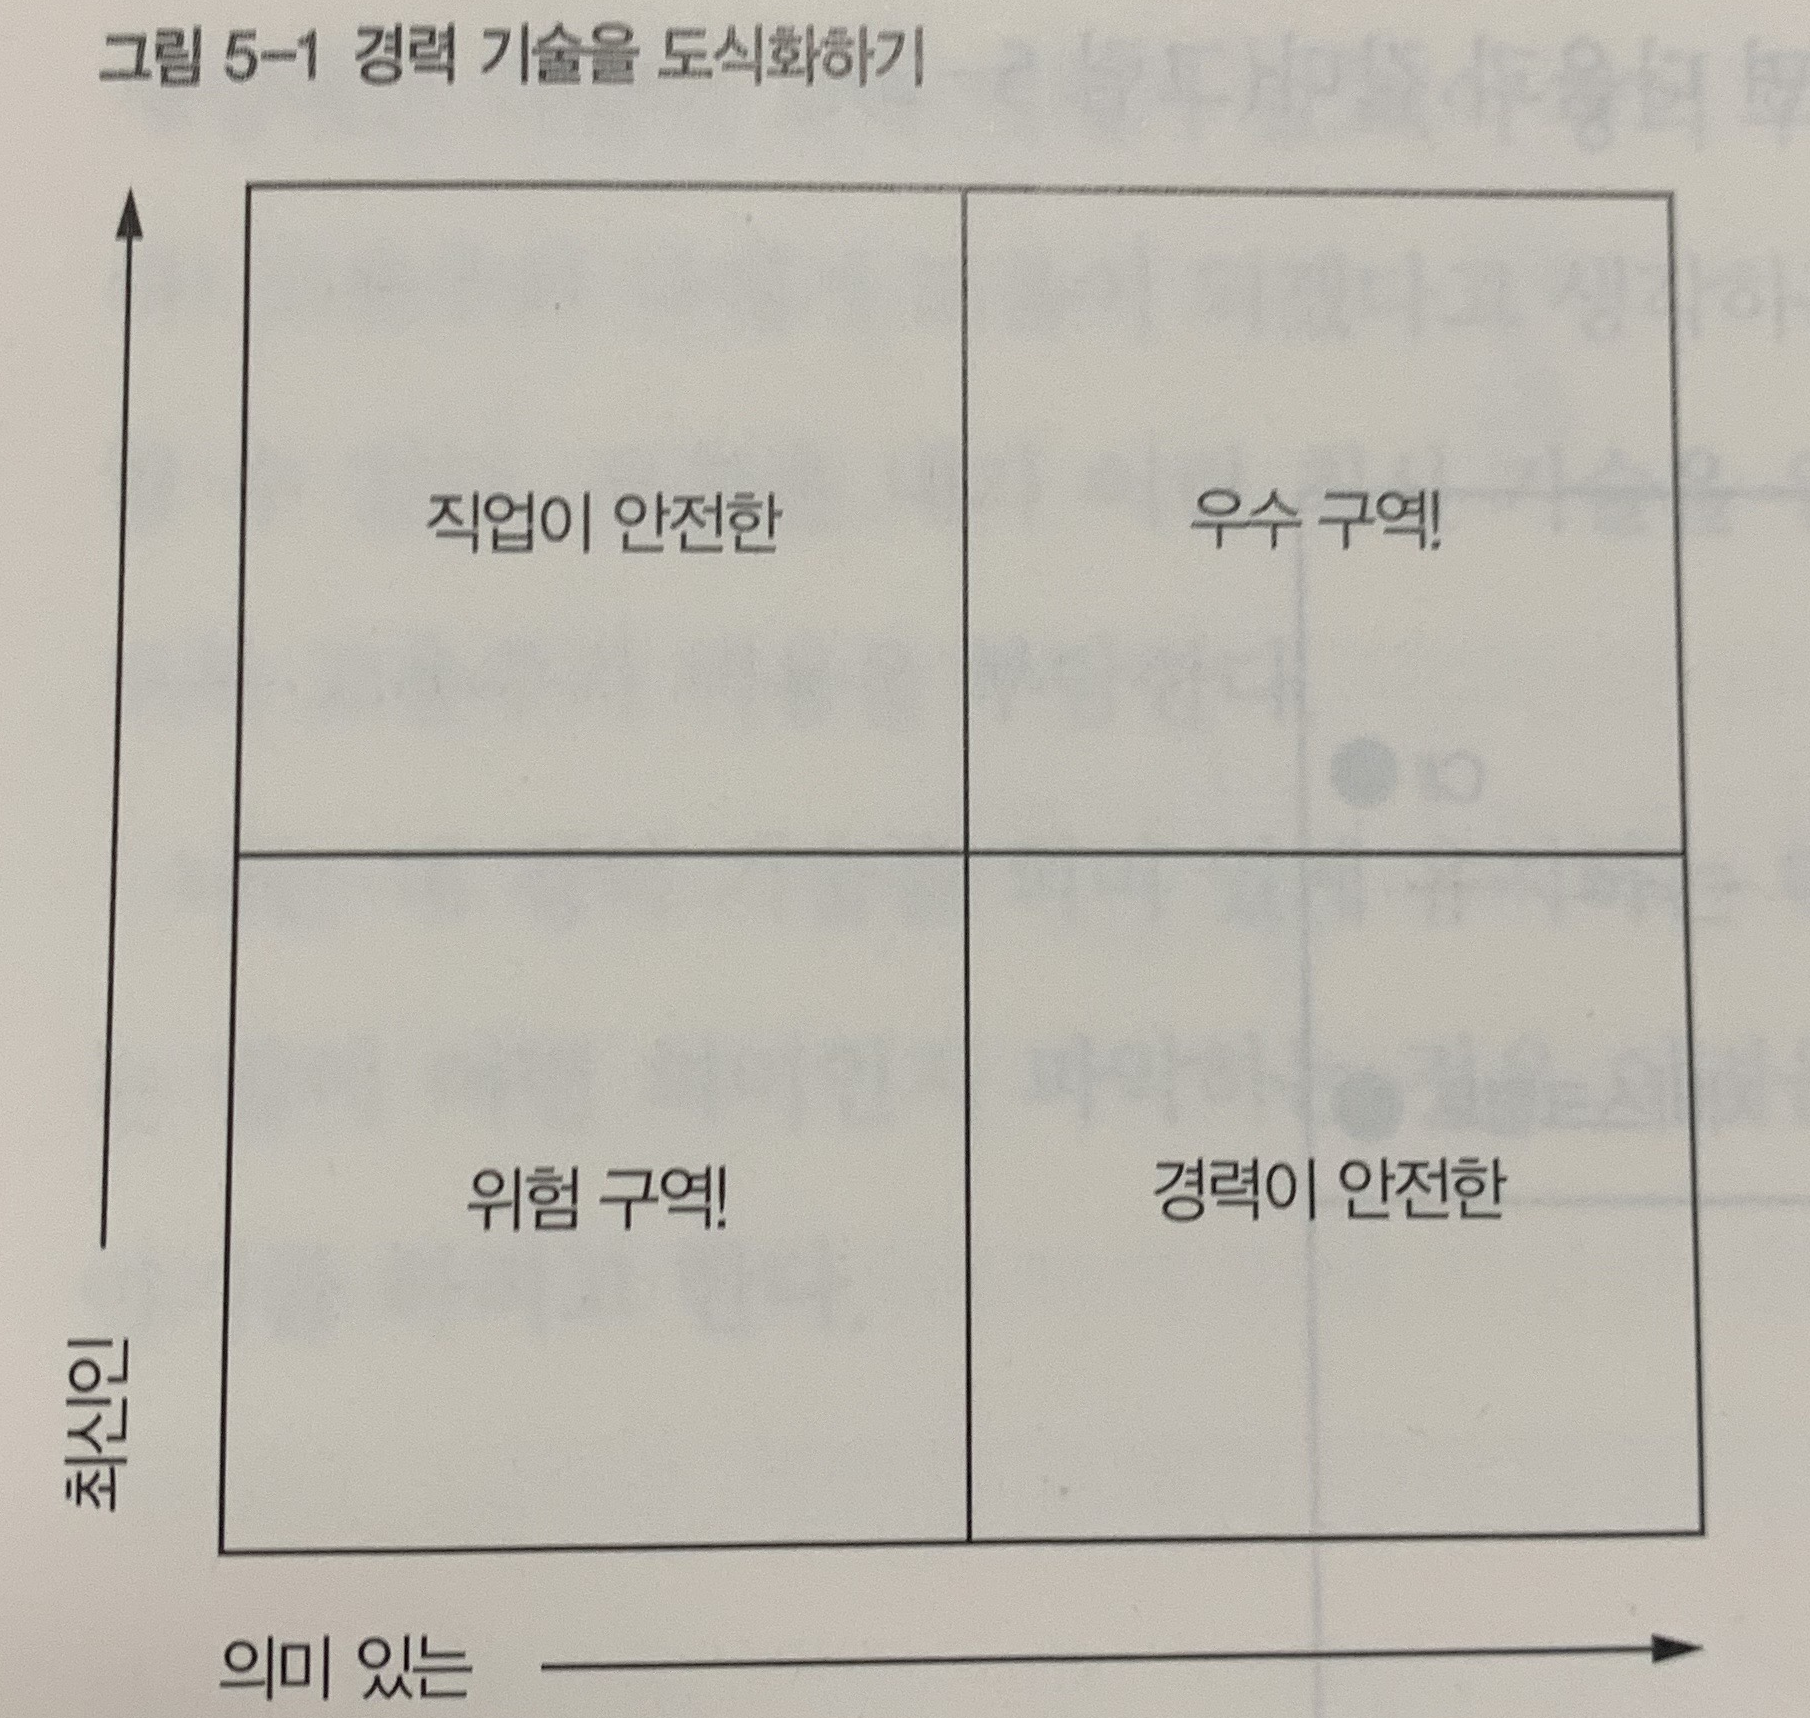 그림 5-1 경력 기술을 도식화하기
직업이 안전한
우수 구역!
위험 구역!
경력이 안전한
최신인
의미 있는